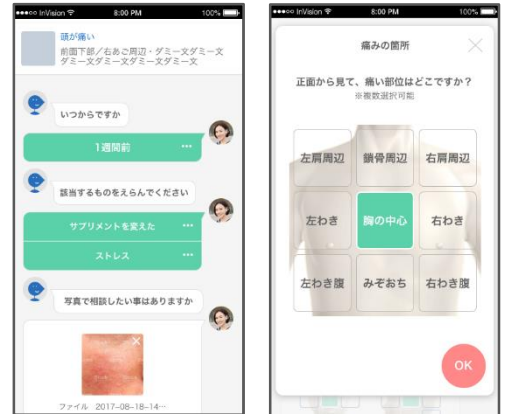 InVision 8:00 PM 100%
頭が痛い
前面下部／右あご周辺・ダミー文ダミー文
ダミー文ダミー文ダミー文ダミー文
いつからですか
1週間前
該当するものをえらんでください
サプリメントを変えた
ストレス
写真で相談したい事はありますか
ファイル 2017-08-18-14…
InVision 8:00 PM 100%
痛みの箇所
正面から見て、痛い部位はどこですか？
※複数選択可能
左肩周辺 鎖骨周辺 右肩周辺
左わき 胸の中心 右わき
左わき腹 みぞおち 右わき腹
OK